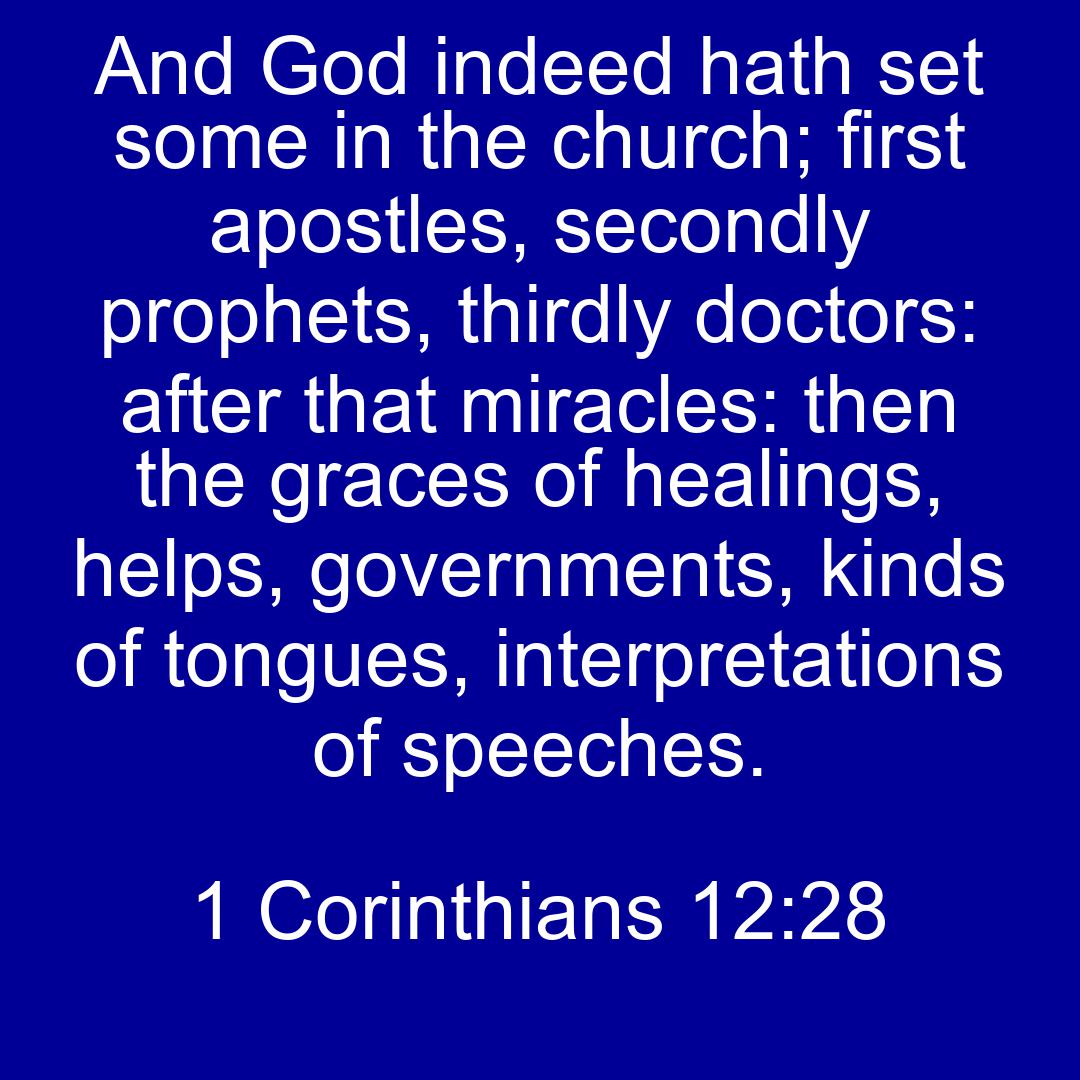 And God indeed hath set
some in the church; first
apostles, secondly
prophets, thirdly doctors:
after that miracles: then
the graces of healings,
helps, governments, kinds
of tongues, interpretations
of speeches.
1 Corinthians 12:28